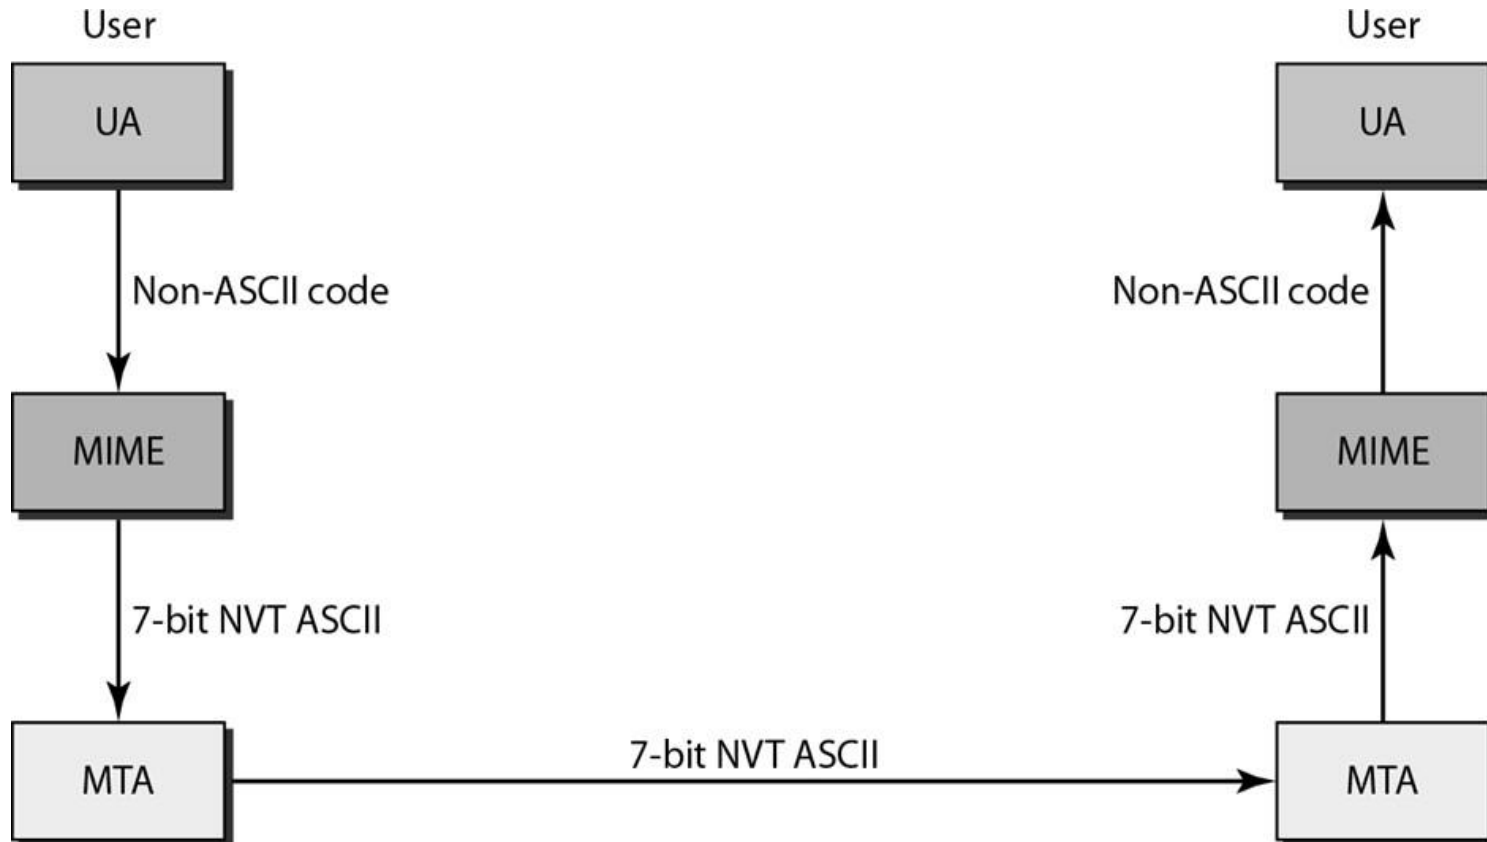 User
User
UA
UA
Non-ASCII code
Non-ASCII code
MIME
MIME
7-bit NVT ASCII
7-bit NVT ASCII
7-bit NVT ASCII
MTA
MTA